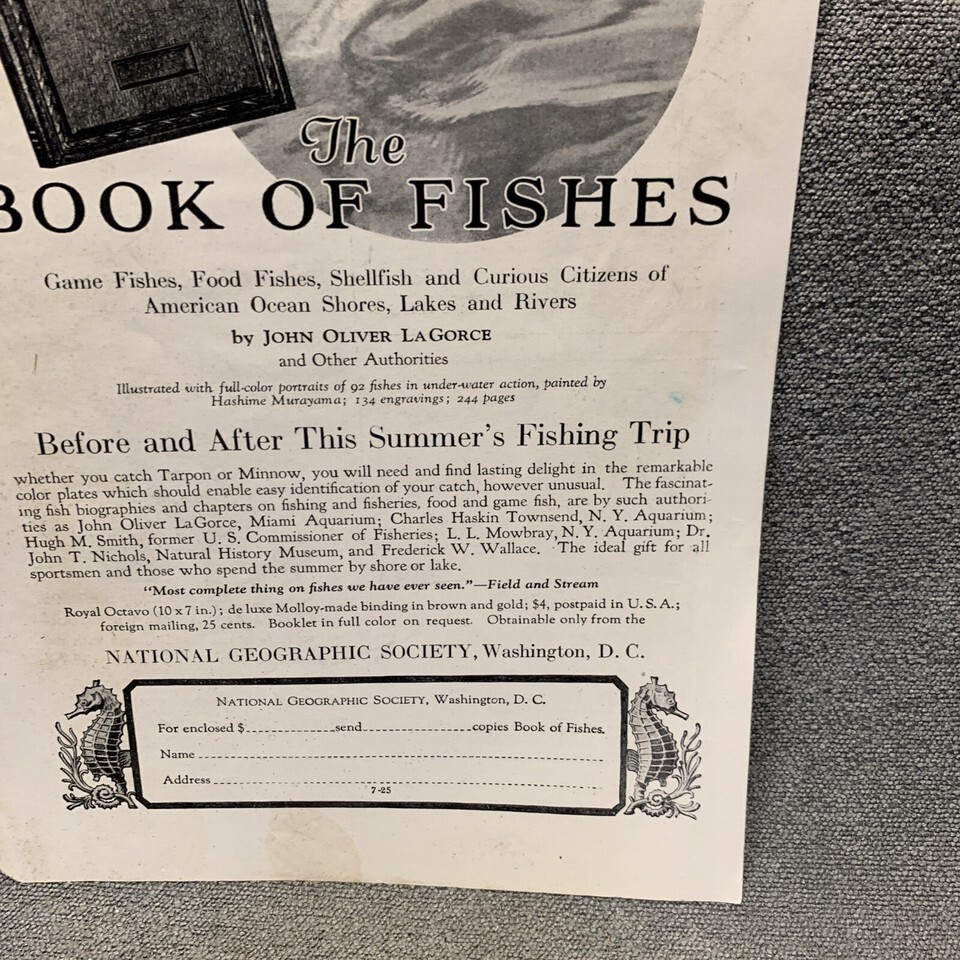 The
BOOK OF FISHES
Game Fishes, Food Fishes, Shellfish and Curious Citizens of
American Ocean Shores, Lakes and Rivers
by JOHN OLIVER LAGORCE
and Other Authorities
Illustrated with full-color portraits of 92 fishes in under-water action, painted by
Hashime Murayama; 134 engravings; 244 pages
Before and After This Summer's Fishing Trip
whether you catch Tarpon or Minnow, you will need and find lasting delight in the remarkable
color plates which should enable easy identification of your catch, however unusual. The fascinat-
ing fish biographies and chapters on fishing and fisheries, food and game fish, are by such authori-
ties as John Oliver LaGorce, Miami Aquarium; Charles Haskin Townsend, N. Y. Aquarium;
Hugh M. Smith, former U. S. Commissioner of Fisheries; L. L. Mowbray, N. Y. Aquarium; Dr.
John T. Nichols, Natural History Museum, and Frederick W. Wallace. The ideal gift for all
sportsmen and those who spend the summer by shore or lake.
"Most complete thing on fishes we have ever seen."—Field and Stream
Royal Octavo (10 x 7 in.); de luxe Molloy-made binding in brown and gold; $4, postpaid in U. S. A.;
foreign mailing, 25 cents. Booklet in full color on request. Obtainable only from the
NATIONAL GEOGRAPHIC SOCIETY, Washington, D. C.
NATIONAL GEOGRAPHIC SOCIETY, Washington, D. C.
For enclosed $ send copies Book of Fishes.
Name
Address
7-25